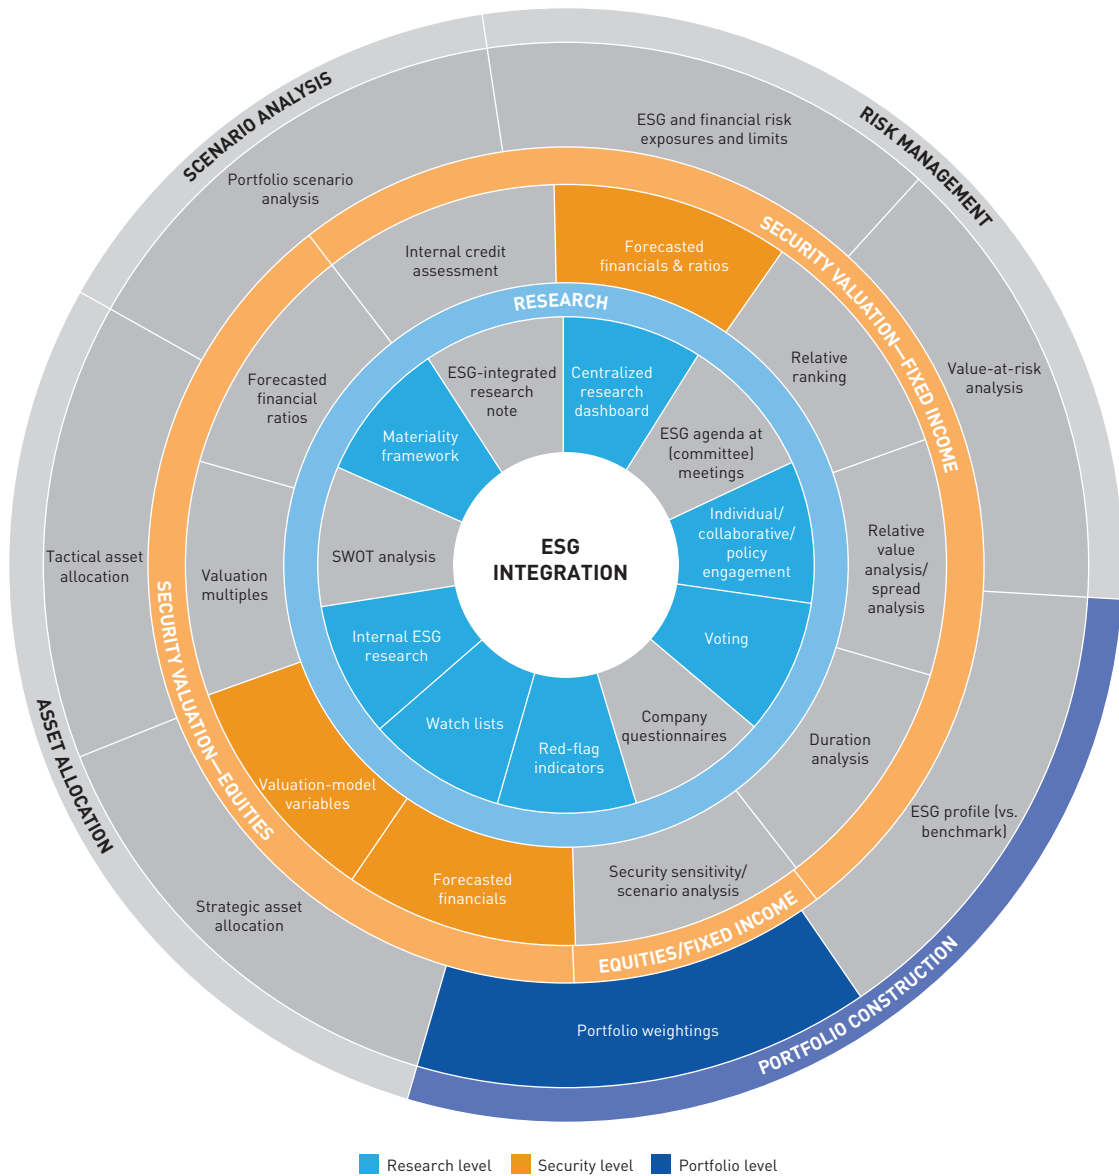 SCENARIO ANALYSIS
RISK MANAGEMENT
ESG and financial risk
exposures and limits
Portfolio scenario
analysis
Value-at-risk
analysis
Tactical asset
allocation
ASSET ALLOCATION
Strategic asset
allocation
Portfolio weightings
ESG profile (vs.
benchmark)
PORTFOLIO CONSTRUCTION
SECURITY VALUATION—FIXED INCOME
Internal credit
assessment
Forecasted
financials & ratios
Relative
ranking
Relative
value
analysis/
spread
analysis
Duration
analysis
EQUITIES/FIXED INCOME
Security sensitivity/
scenario analysis
SECURITY VALUATION—EQUITIES
Forecasted
financials
Valuation-model
variables
Valuation
multiples
Forecasted
financial
ratios
RESEARCH
ESG-integrated
research
note
Centralized
research
dashboard
ESG agenda at
(committee)
meetings
Individual/
collaborative/
policy
engagement
Voting
Company
questionnaires
Red-flag
indicators
Watch lists
Internal ESG
research
SWOT analysis
Materiality
framework
ESG
INTEGRATION
Research level
Security level
Portfolio level